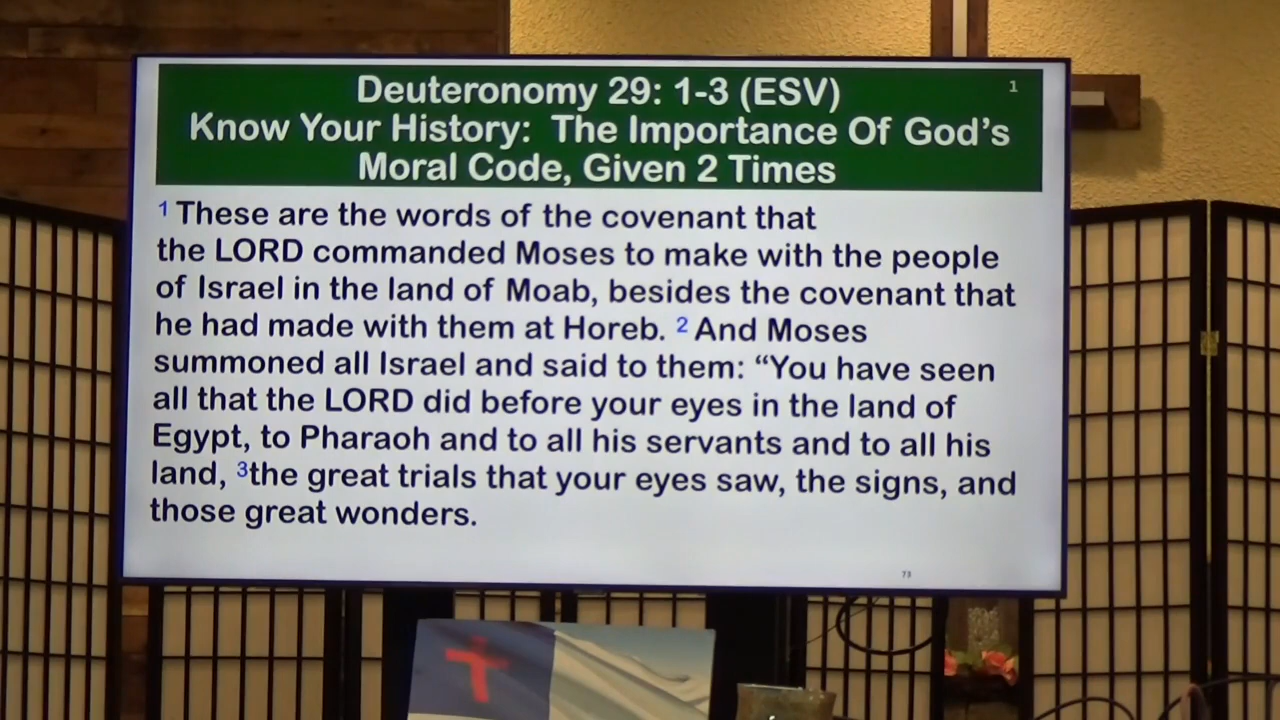 Deuteronomy 29: 1-3 (ESV)
1
Know Your History: The Importance Of God's
Moral Code, Given 2 Times
1 These are the words of the covenant that
the LORD commanded Moses to make with the people
of Israel in the land of Moab, besides the covenant that
he had made with them at Horeb. 2 And Moses
summoned all Israel and said to them: “You have seen
all that the LORD did before your eyes in the land of
Egypt, to Pharaoh and to all his servants and to all his
land, 3the great trials that your eyes saw, the signs, and
those great wonders.
73